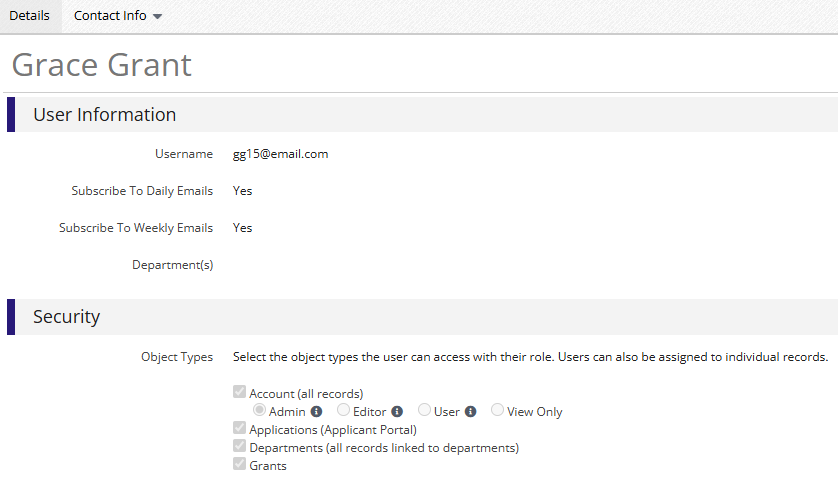 Details Contact Info
Grace Grant
User Information
Username gg15@email.com
Subscribe To Daily Emails Yes
Subscribe To Weekly Emails Yes
Department(s)
Security
Object Types Select the object types the user can access with their role. Users can also be assigned to individual records.
Account (all records)
Admin Editor User View Only
Applications (Applicant Portal)
Departments (all records linked to departments)
Grants